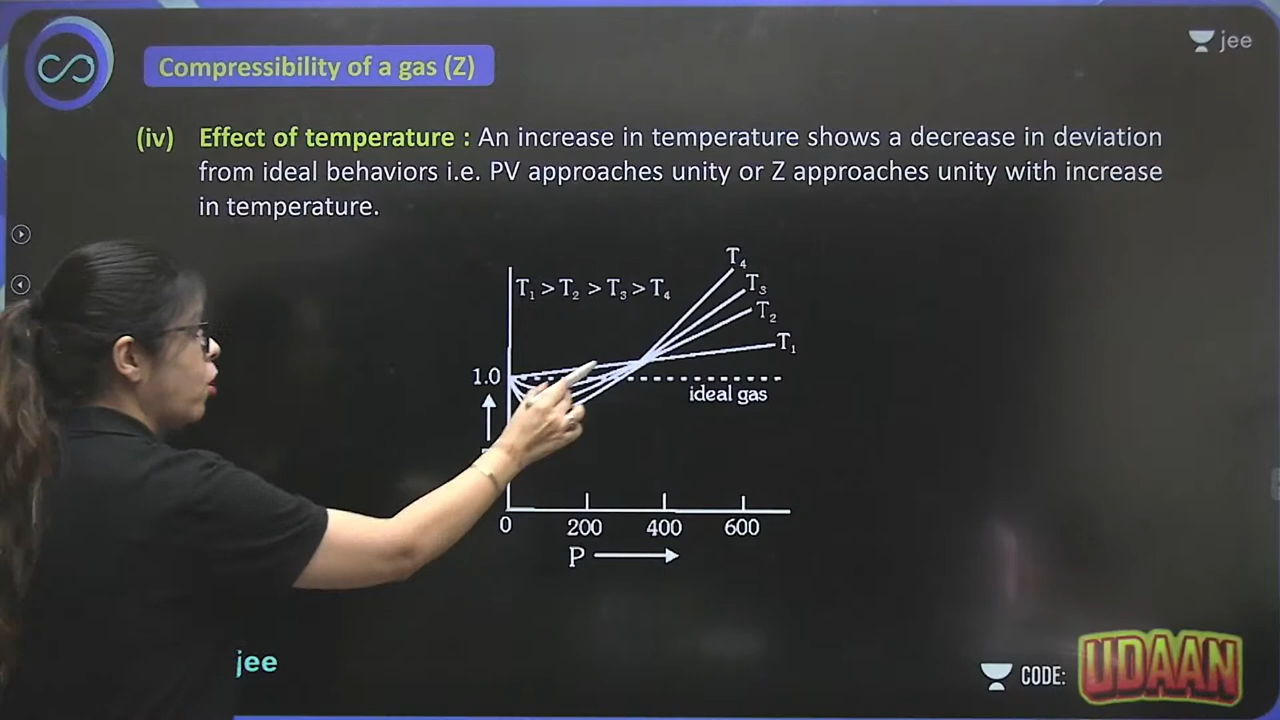 Compressibility of a gas (Z)
jee
(iv) Effect of temperature : An increase in temperature shows a decrease in deviation
from ideal behaviors i.e. PV approaches unity or Z approaches unity with increase
in temperature.
T₄
T₁ > T₂ > T₃ > T₄
T₃
T₂
T₁
1.0
ideal gas
0 200 400 600
P
jee
CODE: UDAAN